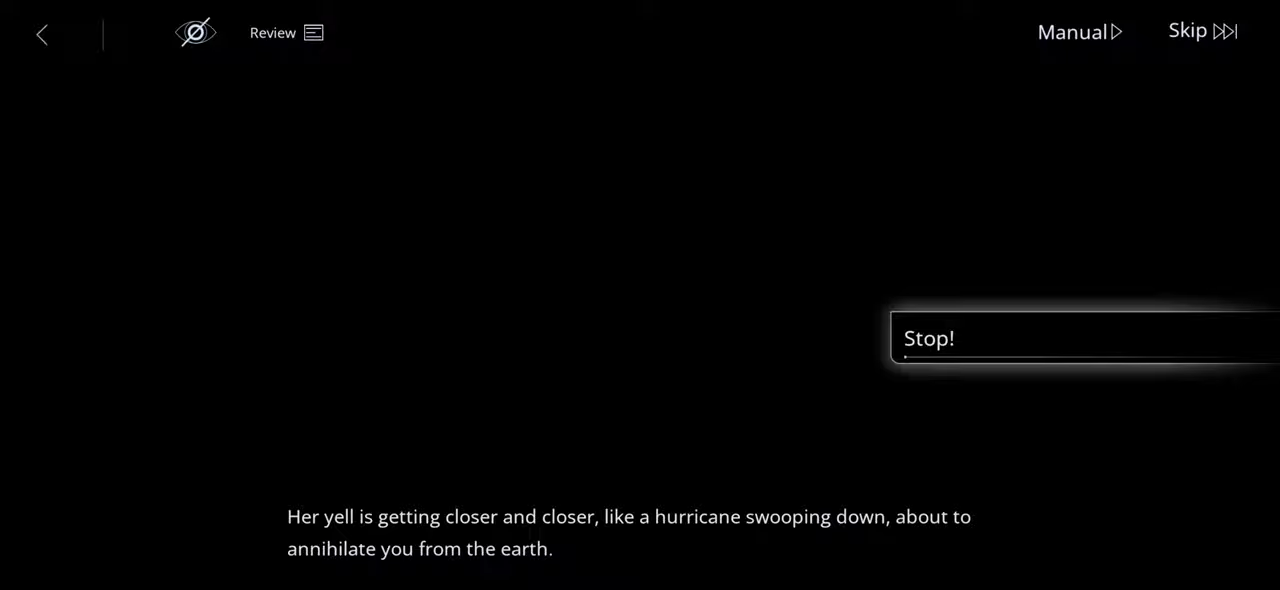 Review
Manual
Skip
Stop!
Her yell is getting closer and closer, like a hurricane swooping down, about to
annihilate you from the earth.